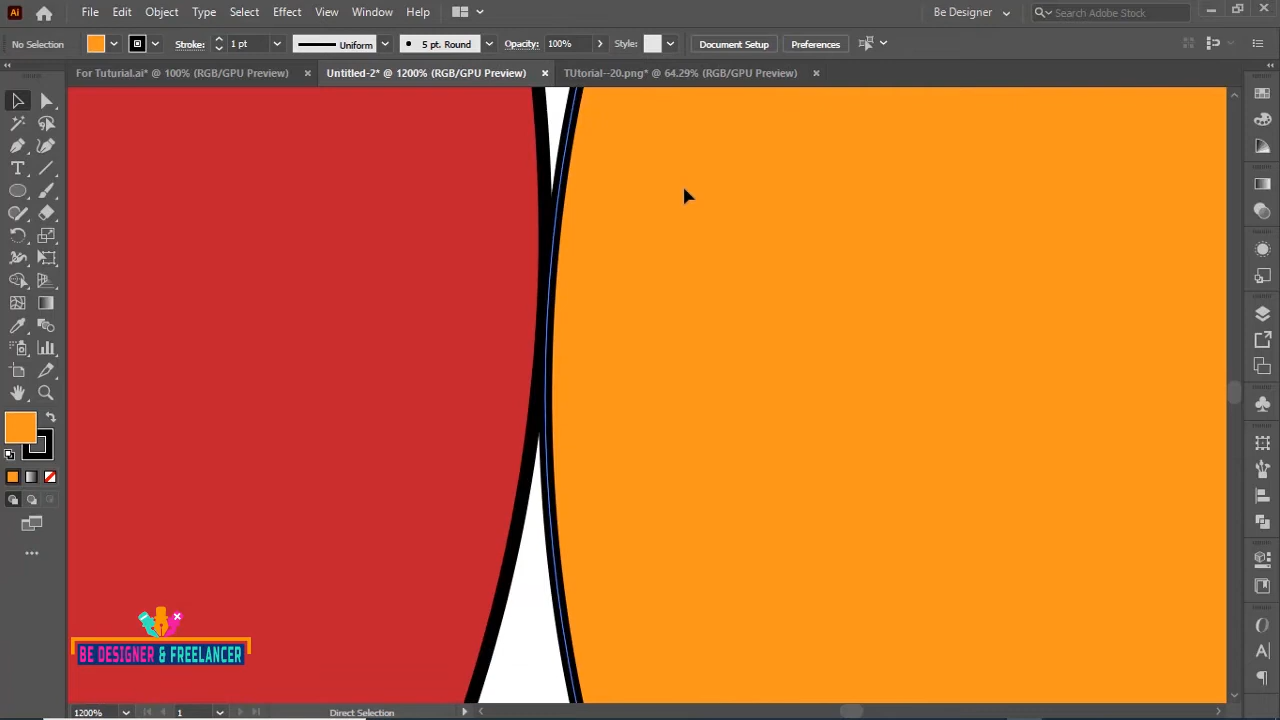 Ai File Edit Object Type Select Effect View Window Help Be Designer Search Adobe Stock
No Selection Stroke: 1 pt Uniform 5 pt. Round Opacity: 100% Style: Document Setup Preferences
For Tuturial.ai* @ 100% (RGB/GPU Preview) Untitled-2* @ 1200% (RGB/GPU Preview) TUtorial--20.png* @ 64.29% (RGB/GPU Preview)
BE DESIGNER & FREELANCER
1200% 1 Direct Selection